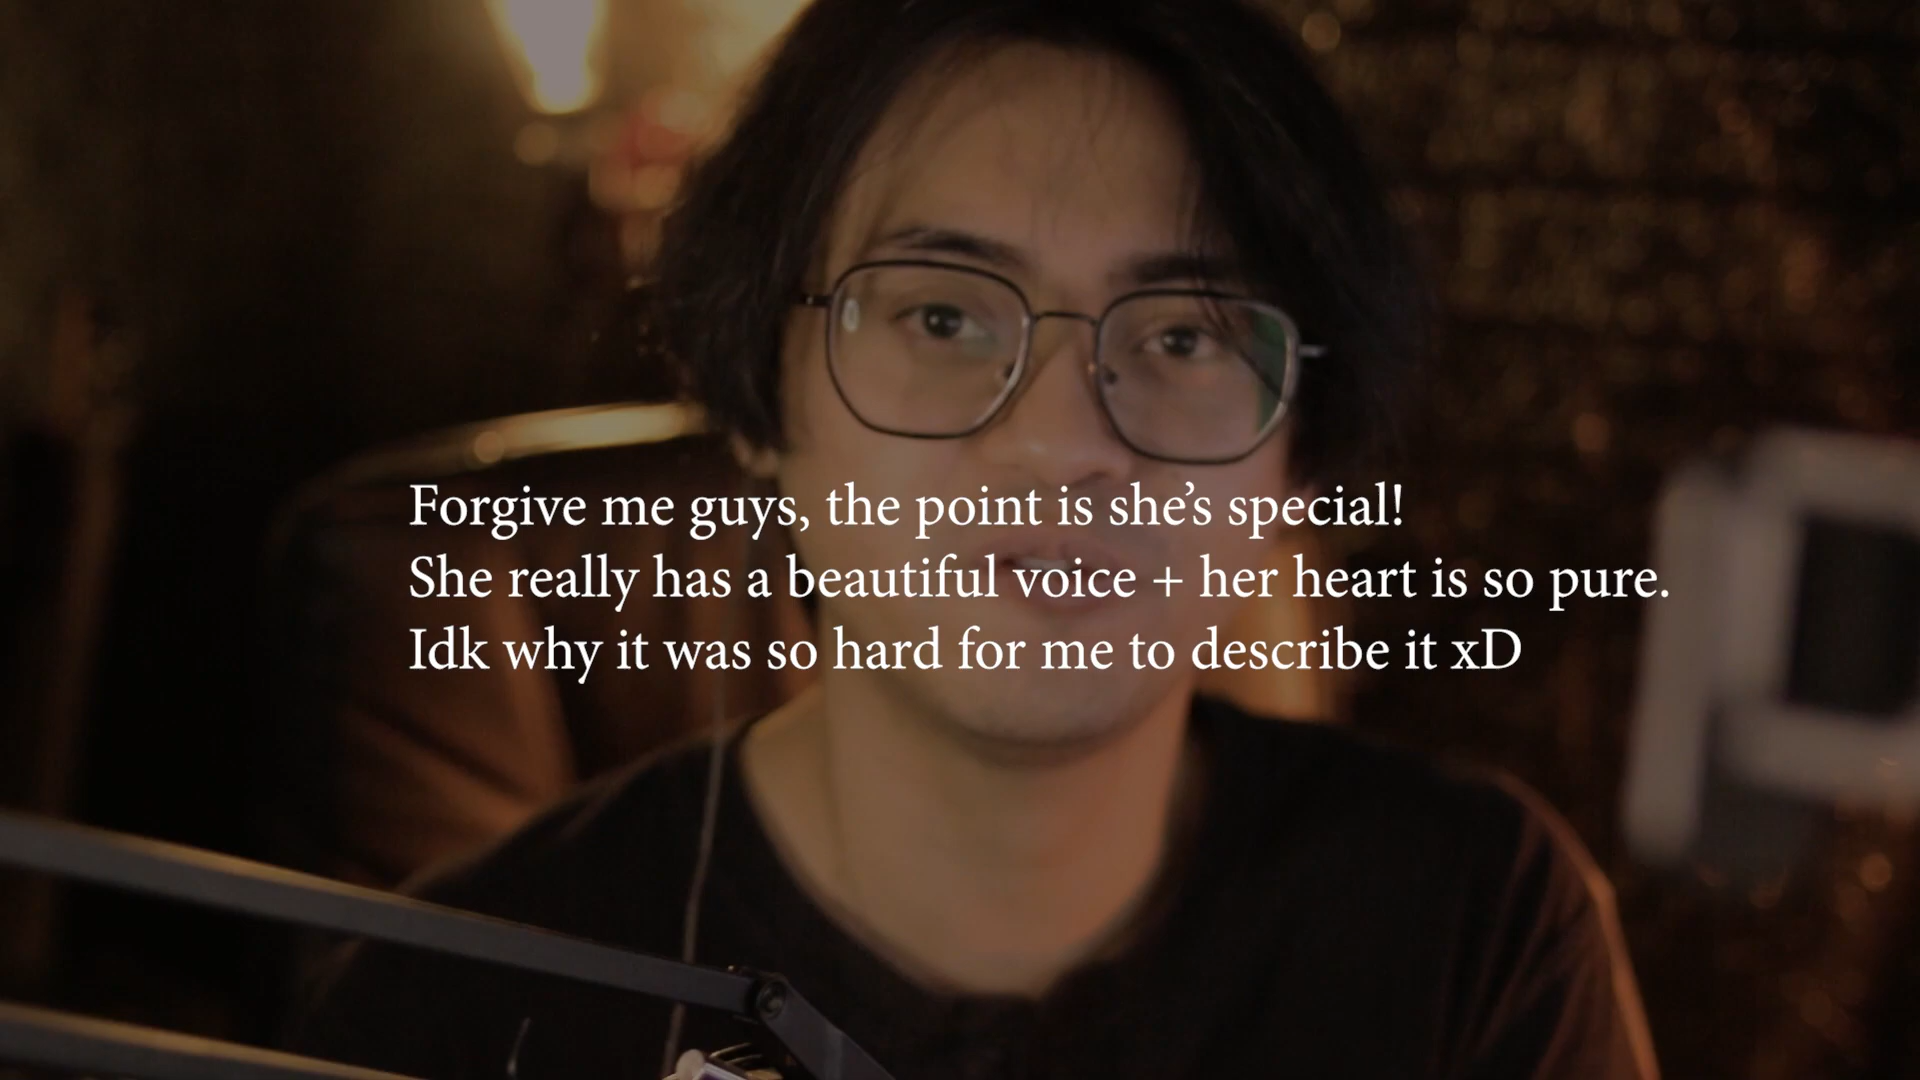 Forgive me guys, the point is she’s special!
She really has a beautiful voice + her heart is so pure.
Idk why it was so hard for me to describe it xD